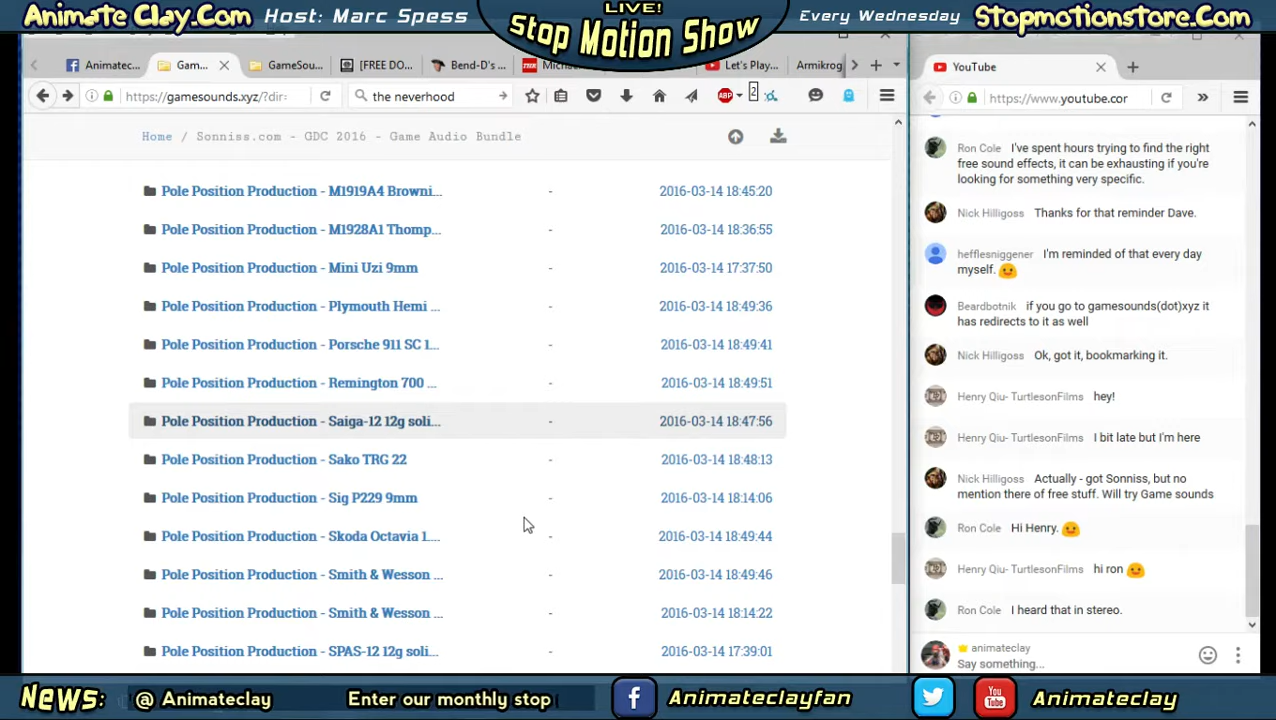 Animate Clay.Com
Host: Marc Spess
LIVE!
Stop Motion Show
Every Wednesday
Stopmotionstore.Com
Animatec...
Gam...
GameSou...
[FREE DO...
Bend-D's ...
Let's Play...
Armikrog
YouTube
https://gamesounds.xyz/?dir=
the neverhood
2
https://www.youtube.cor
Home / Sonniss.com - GDC 2016 - Game Audio Bundle
Pole Position Production - M1919A4 Browni... - 2016-03-14 18:45:20
Pole Position Production - M1928A1 Thomp... - 2016-03-14 18:36:55
Pole Position Production - Mini Uzi 9mm - 2016-03-14 17:37:50
Pole Position Production - Plymouth Hemi ... - 2016-03-14 18:49:36
Pole Position Production - Porsche 911 SC 1... - 2016-03-14 18:49:41
Pole Position Production - Remington 700 ... - 2016-03-14 18:49:51
Pole Position Production - Saiga-12 12g soli... - 2016-03-14 18:47:56
Pole Position Production - Sako TRG 22 - 2016-03-14 18:48:13
Pole Position Production - Sig P229 9mm - 2016-03-14 18:14:06
Pole Position Production - Skoda Octavia 1.... - 2016-03-14 18:49:44
Pole Position Production - Smith & Wesson ... - 2016-03-14 18:49:46
Pole Position Production - Smith & Wesson ... - 2016-03-14 18:14:22
Pole Position Production - SPAS-12 12g soli... - 2016-03-14 17:39:01
Ron Cole I've spent hours trying to find the right
free sound effects, it can be exhausting if you're
looking for something very specific.
Nick Hilligoss Thanks for that reminder Dave.
hefflesniggener I'm reminded of that every day
myself.
Beardbotnik if you go to gamesounds(dot)xyz it
has redirects to it as well
Nick Hilligoss Ok, got it, bookmarking it.
Henry Qiu- TurtlesonFilms hey!
Henry Qiu- TurtlesonFilms I bit late but I'm here
Nick Hilligoss Actually - got Sonniss, but no
mention there of free stuff. Will try Game sounds
Ron Cole Hi Henry.
Henry Qiu- TurtlesonFilms hi ron
Ron Cole I heard that in stereo.
animateclay
Say something...
News:
@ Animateclay
Enter our monthly stop
Animateclayfan
You Tube
Animateclay